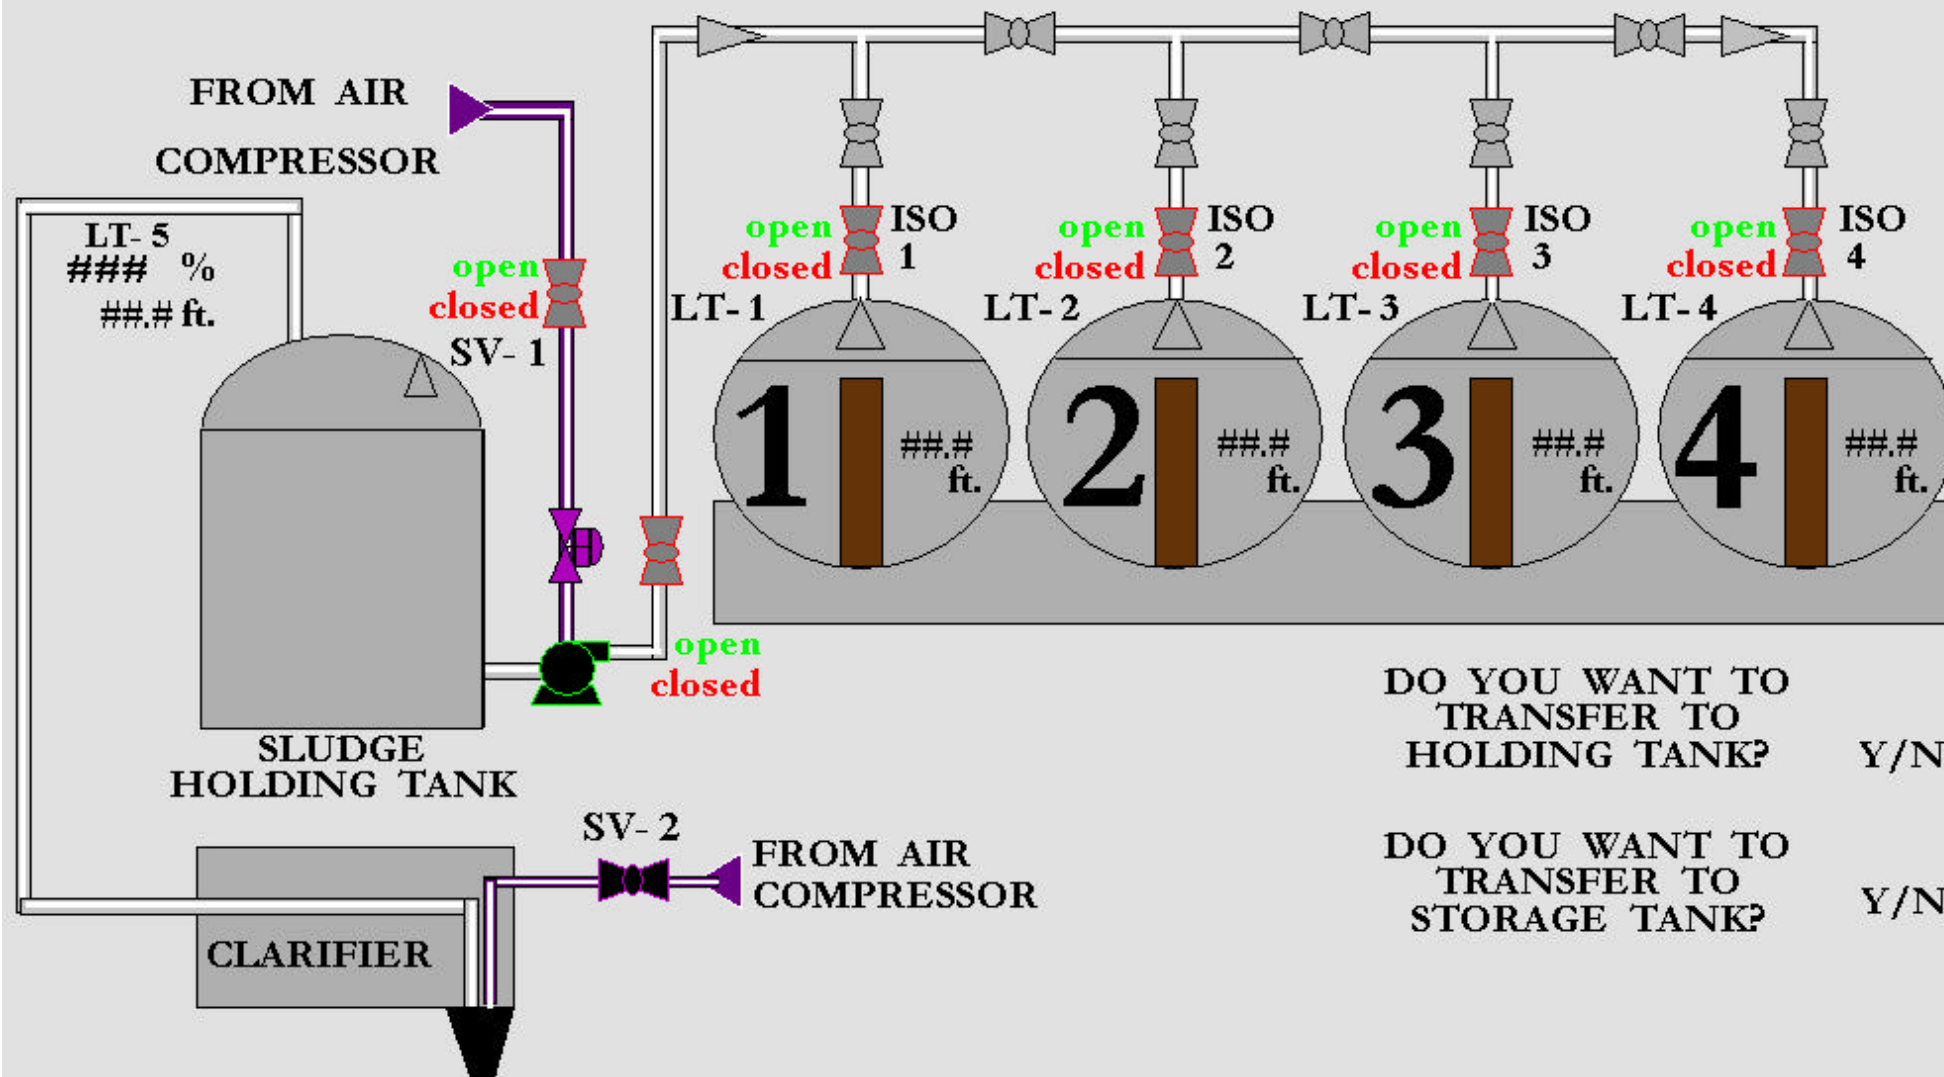 FROM AIR
COMPRESSOR
LT-5
### %
##.# ft.
open
closed
SV-1
open
closed
ISO
1
open
closed
ISO
2
open
closed
ISO
3
open
closed
ISO
4
LT-1
LT-2
LT-3
LT-4
1
##.#
ft.
2
##.#
ft.
3
##.#
ft.
4
##.#
ft.
open
closed
SLUDGE
HOLDING TANK
DO YOU WANT TO
TRANSFER TO
HOLDING TANK?
Y/N
SV-2
FROM AIR
COMPRESSOR
DO YOU WANT TO
TRANSFER TO
STORAGE TANK?
Y/N
CLARIFIER